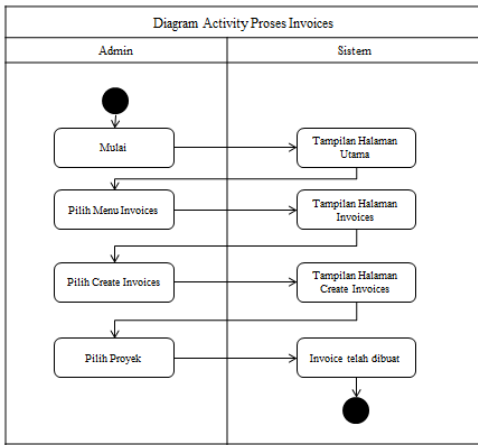 Diagram Activity Proses Invoices
Admin
Sistem
Mulai
Tampilan Halaman
Utama
Pilih Menu Invoices
Tampilan Halaman
Invoices
Pilih Create Invoices
Tampilan Halaman
Create Invoices
Pilih Proyek
Invoice telah dibuat